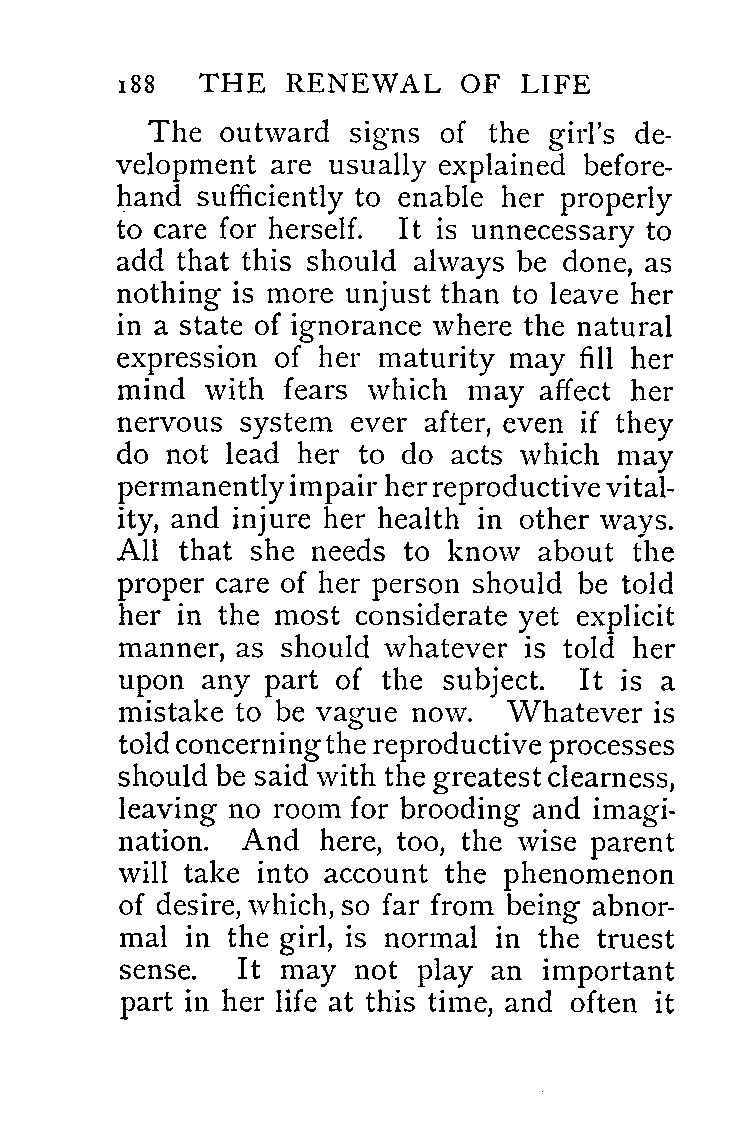 188 THE RENEWAL OF LIFE
The outward signs of the girl's de-
velopment are usually explained before-
hand sufficiently to enable her properly
to care for herself. It is unnecessary to
add that this should always be done, as
nothing is more unjust than to leave her
in a state of ignorance where the natural
expression of her maturity may fill her
mind with fears which may affect her
nervous system ever after, even if they
do not lead her to do acts which may
permanently impair her reproductive vital-
ity, and injure her health in other ways.
All that she needs to know about the
proper care of her person should be told
her in the most considerate yet explicit
manner, as should whatever is told her
upon any part of the subject. It is a
mistake to be vague now. Whatever is
told concerning the reproductive processes
should be said with the greatest clearness,
leaving no room for brooding and imagi-
nation. And here, too, the wise parent
will take into account the phenomenon
of desire, which, so far from being abnor-
mal in the girl, is normal in the truest
sense. It may not play an important
part in her life at this time, and often it